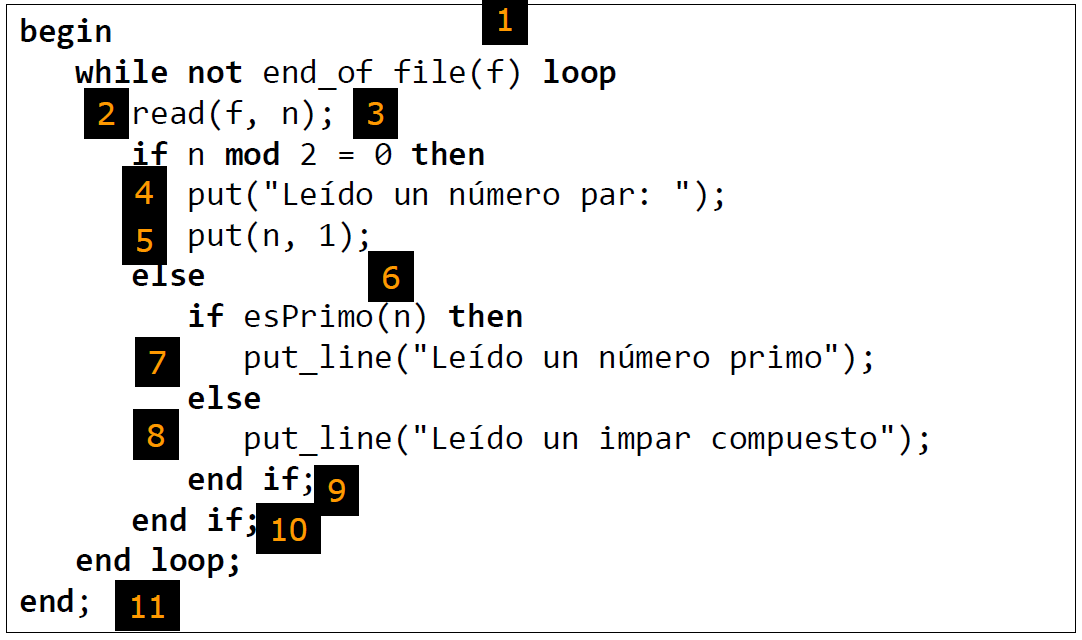 1
begin
while not end_of_file(f) loop
2 read(f, n); 3
if n mod 2 = 0 then
4 put("Leído un número par: ");
5 put(n, 1);
else 6
if esPrimo(n) then
7 put_line("Leído un número primo");
else
8 put_line("Leído un impar compuesto");
end if; 9
end if; 10
end loop;
end; 11